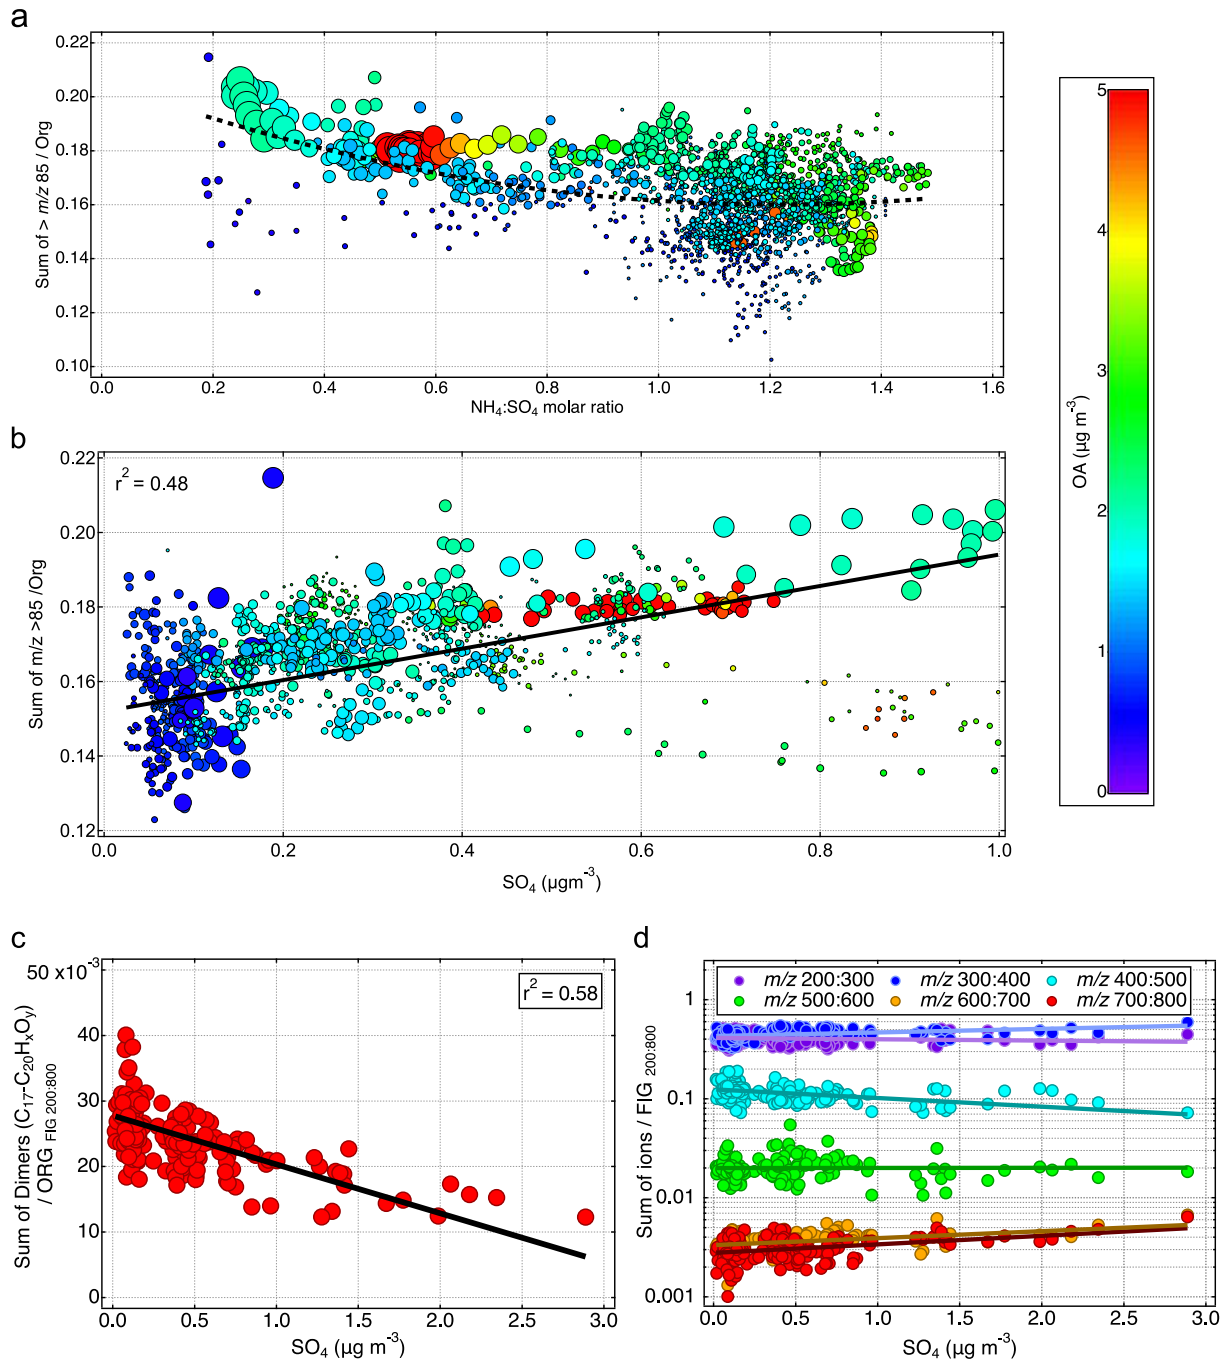 a
0.22
0.20
0.18
0.16
0.14
0.12
0.10
Sum of > m/z 85 / Org
0.0 0.2 0.4 0.6 0.8 1.0 1.2 1.4 1.6
NH4:SO4 molar ratio
5
4
3
2
1
0
OA (µg m-3)
b
r2 = 0.48
0.22
0.20
0.18
0.16
0.14
0.12
Sum of m/z >85 /Org
0.0 0.2 0.4 0.6 0.8 1.0
SO4 (µgm-3)
c
50 x10-3
40
30
20
10
0
Sum of Dimers (C17-C20HxOy)
/ ORG FIG 200:800
r2 = 0.58
0.0 0.5 1.0 1.5 2.0 2.5 3.0
SO4 (µg m-3)
d
m/z 200:300 m/z 300:400 m/z 400:500
m/z 500:600 m/z 600:700 m/z 700:800
1
0.1
0.01
0.001
Sum of ions / FIG 200:800
0.0 0.5 1.0 1.5 2.0 2.5 3.0
SO4 (µg m-3)